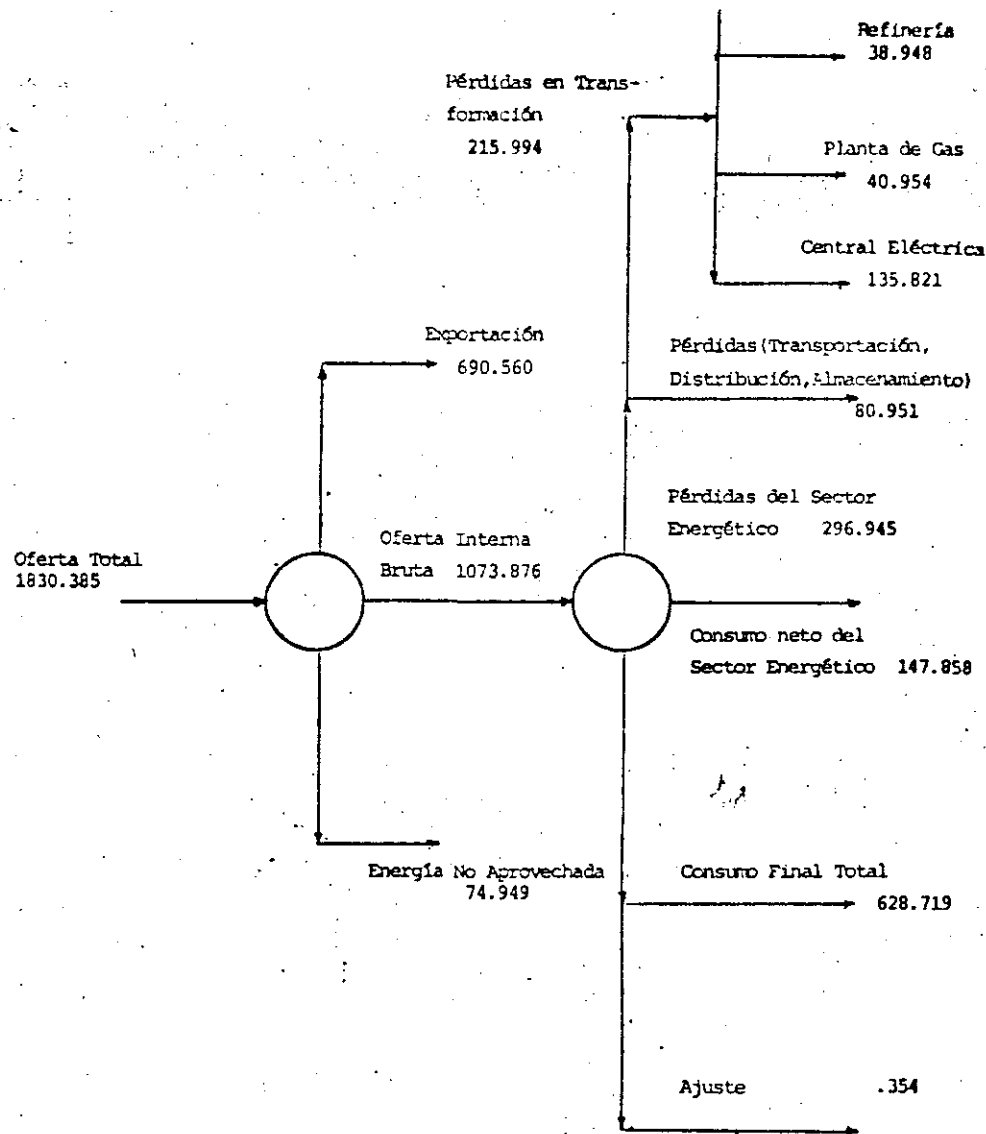 Refinería
38.948
Pérdidas en Trans-
formación
215.994
Planta de Gas
40.954
Central Eléctrica
135.821
Exportación
690.560
Pérdidas(Transportación,
Distribución,Almacenamiento)
80.951
Pérdidas del Sector
Energético 296.945
Oferta Total
1830.385
Oferta Interna
Bruta 1073.876
Consumo neto del
Sector Energético 147.858
Energía No Aprovechada
74.949
Consumo Final Total
628.719
Ajuste .354